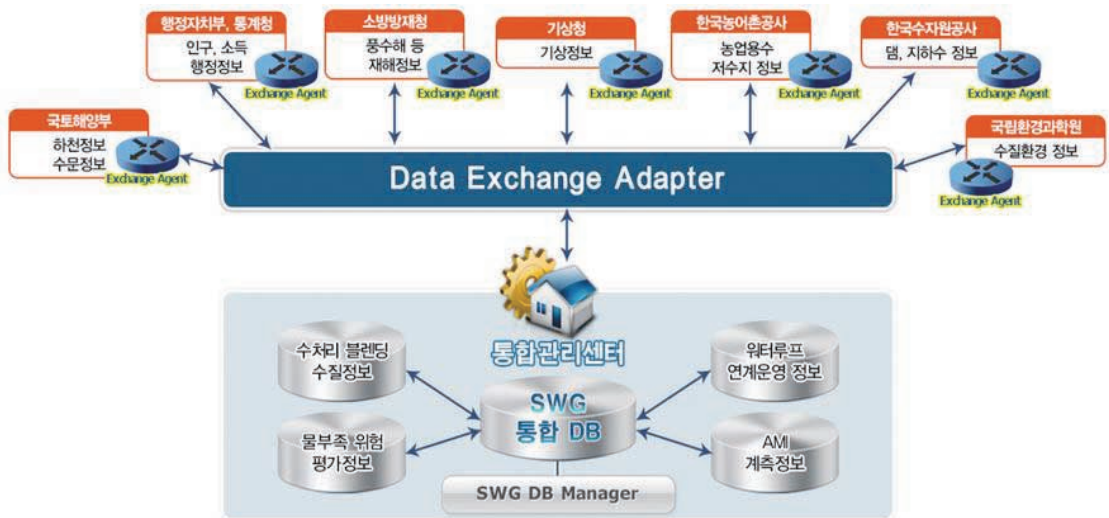 행정자치부, 통계청
인구, 소득
행정정보
Exchange Agent
소방방재청
풍수해 등
재해정보
Exchange Agent
기상청
기상정보
Exchange Agent
한국농어촌공사
농업용수
저수지 정보
Exchange Agent
한국수자원공사
댐, 지하수 정보
Exchange Agent
국토해양부
하천정보
수문정보
Exchange Agent
국립환경과학원
수질환경 정보
Exchange Agent
Data Exchange Adapter
통합관리센터
수처리 블렌딩
수질정보
워터루프
연계운영 정보
SWG
통합 DB
물부족 위험
평가정보
AMI
계측정보
SWG DB Manager